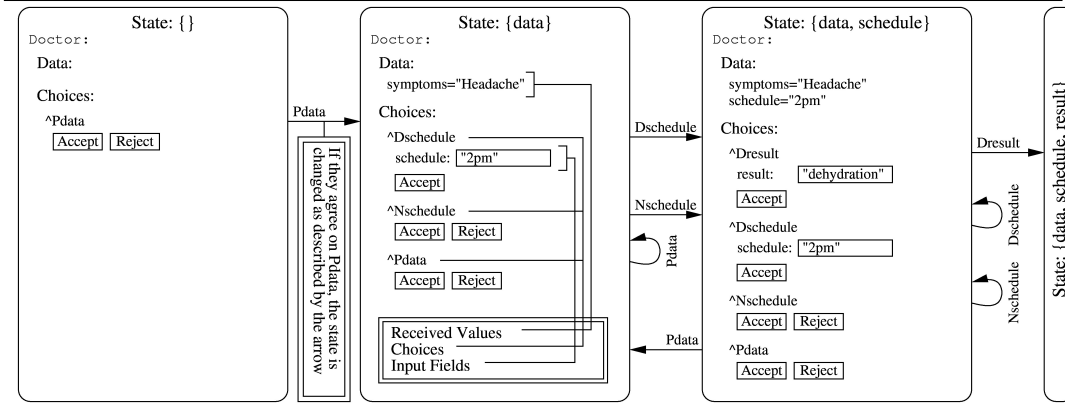 State: {}
Doctor:
Data:
Choices:
^Pdata
Accept Reject
Pdata
If they agree on Pdata, the state is
changed as described by the arrow
State: {data}
Doctor:
Data:
symptoms="Headache"
Choices:
^Dschedule
schedule: "2pm"
Accept
^Nschedule
Accept Reject
^Pdata
Accept Reject
Received Values
Choices
Input Fields
Dschedule
Nschedule
Pdata
Pdata
State: {data, schedule}
Doctor:
Data:
symptoms="Headache"
schedule="2pm"
Choices:
^Dresult
result: "dehydration"
Accept
^Dschedule
schedule: "2pm"
Accept
^Nschedule
Accept Reject
^Pdata
Accept Reject
Dresult
Dschedule
Nschedule
State: {data, schedule, result}